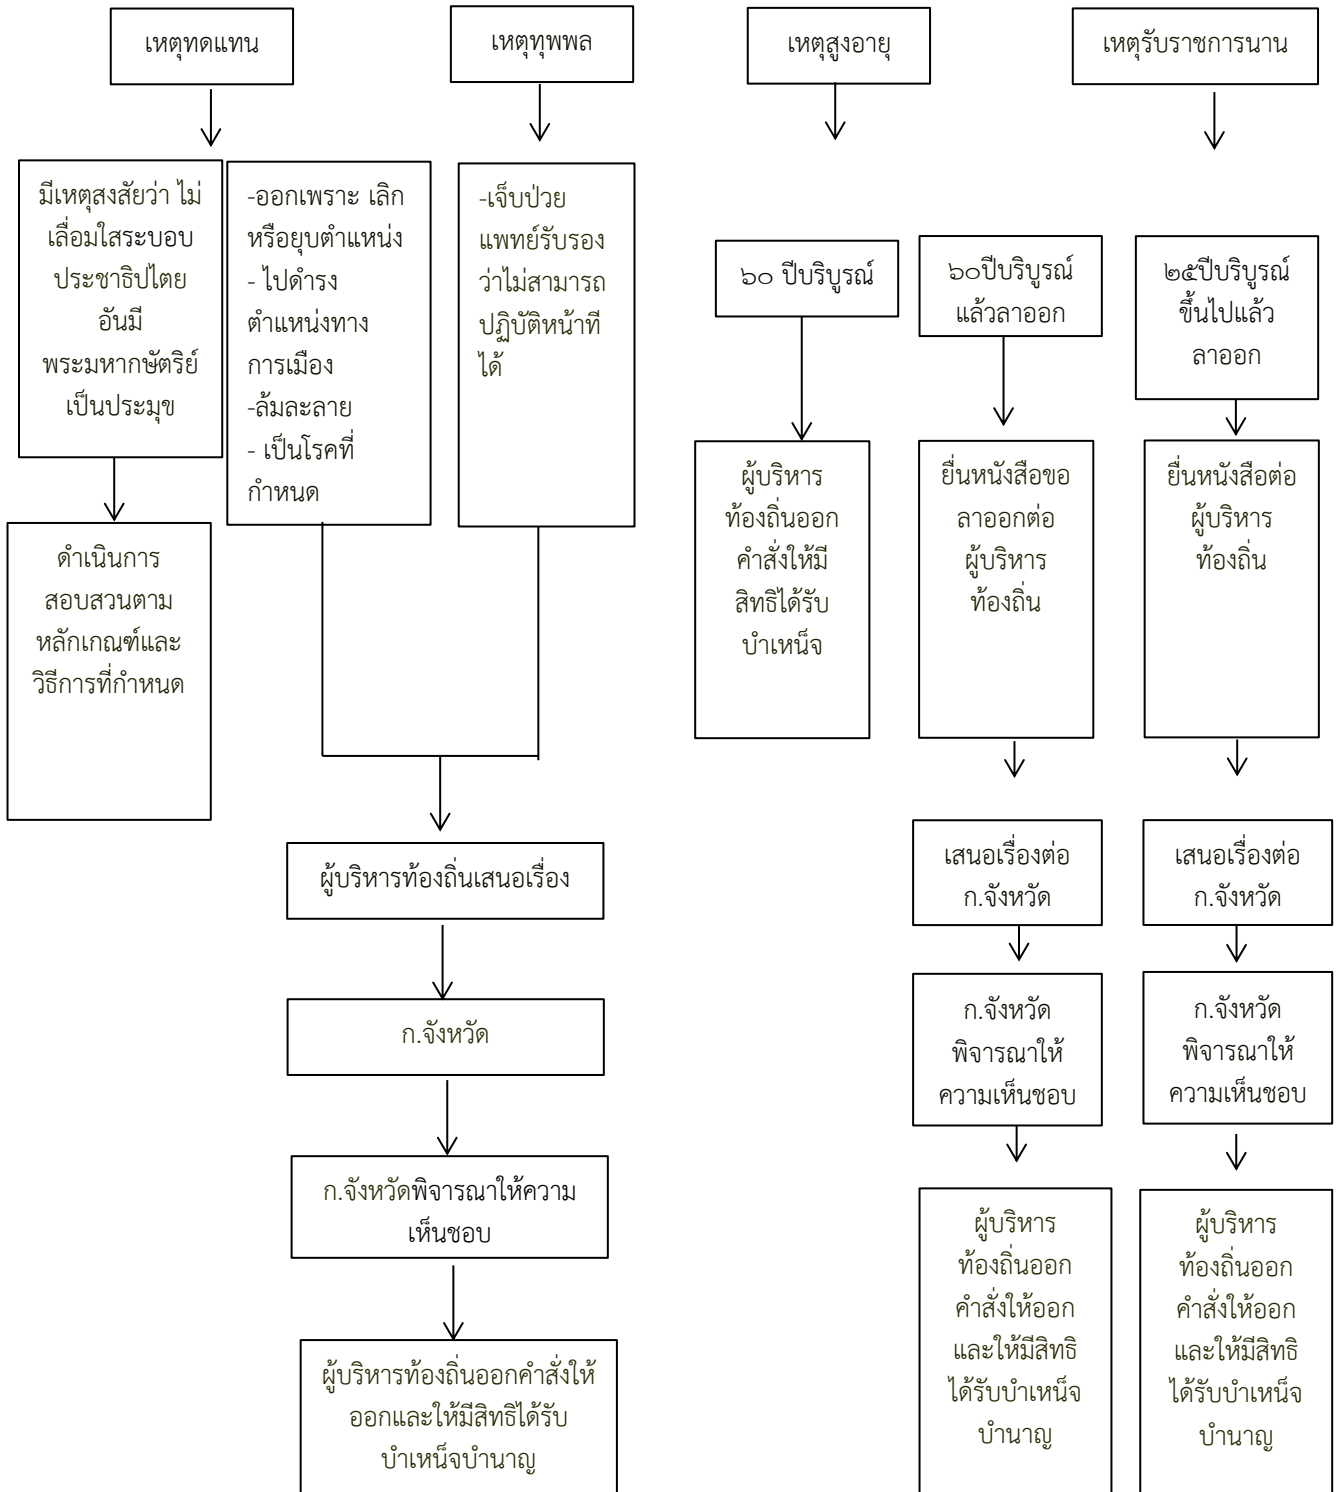 เหตุทดแทน
เหตุทุพพล
เหตุสูงอายุ
เหตุรับราชการนาน
มีเหตุสงสัยว่า ไม่
เลื่อมใสระบอบ
ประชาธิปไตย
อันมี
พระมหากษัตริย์
เป็นประมุข
-ออกเพราะ เลิก
หรือยุบตำแหน่ง
- ไปดำรง
ตำแหน่งทาง
การเมือง
-ล้มละลาย
- เป็นโรคที่
กำหนด
-เจ็บป่วย
แพทย์รับรอง
ว่าไม่สามารถ
ปฏิบัติหน้าที
ได้
๖๐ ปีบริบูรณ์
๖๐ปีบริบูรณ์
แล้วลาออก
๒๕ปีบริบูรณ์
ขึ้นไปแล้ว
ลาออก
ดำเนินการ
สอบสวนตาม
หลักเกณฑ์และ
วิธีการที่กำหนด
ผู้บริหาร
ท้องถิ่นออก
คำสั่งให้มี
สิทธิได้รับ
บำเหน็จ
ยื่นหนังสือขอ
ลาออกต่อ
ผู้บริหาร
ท้องถิ่น
ยื่นหนังสือต่อ
ผู้บริหาร
ท้องถิ่น
ผู้บริหารท้องถิ่นเสนอเรื่อง
ก.จังหวัด
ก.จังหวัดพิจารณาให้ความ
เห็นชอบ
ผู้บริหารท้องถิ่นออกคำสั่งให้
ออกและให้มีสิทธิได้รับ
บำเหน็จบำนาญ
เสนอเรื่องต่อ
ก.จังหวัด
ก.จังหวัด
พิจารณาให้
ความเห็นชอบ
ผู้บริหาร
ท้องถิ่นออก
คำสั่งให้ออก
และให้มีสิทธิ
ได้รับบำเหน็จ
บำนาญ
เสนอเรื่องต่อ
ก.จังหวัด
ก.จังหวัด
พิจารณาให้
ความเห็นชอบ
ผู้บริหาร
ท้องถิ่นออก
คำสั่งให้ออก
และให้มีสิทธิ
ได้รับบำเหน็จ
บำนาญ